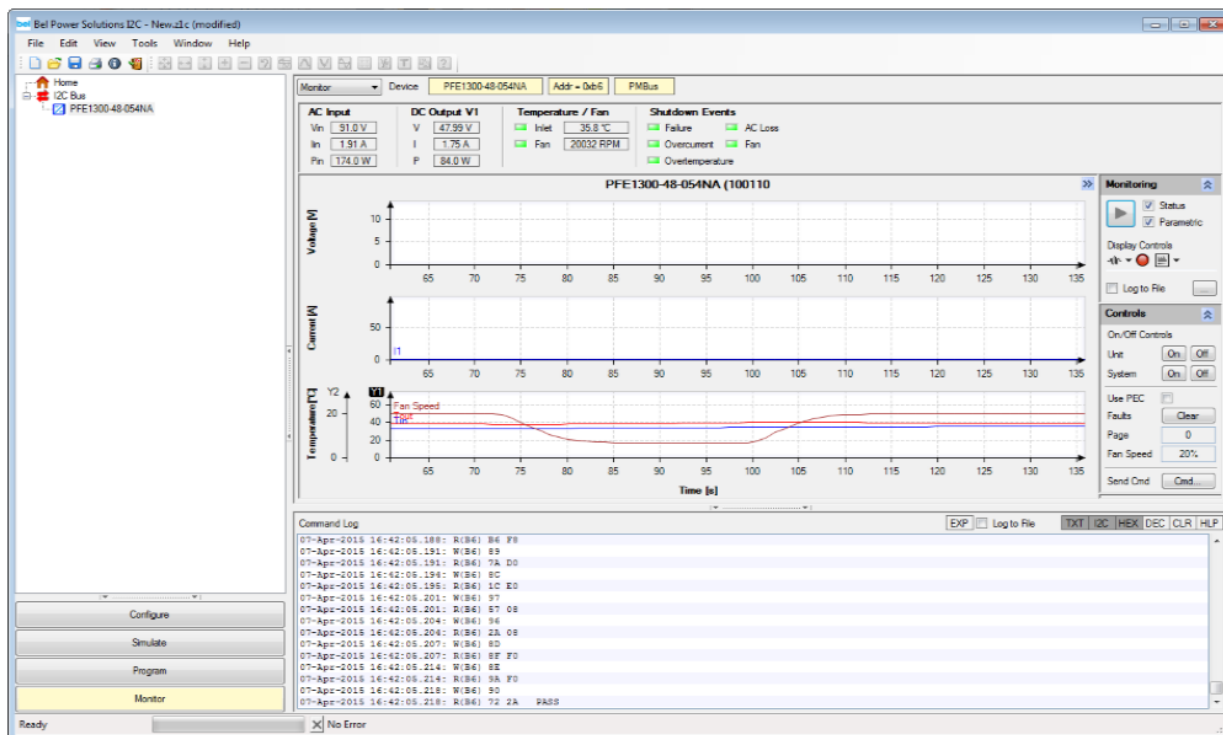 bel Bel Power Solutions I2C - New.z1c (modified)
File Edit View Tools Window Help
Home
I2C Bus
PFE1300-48-054NA
Monitor Device PFE1300-48-054NA Addr = 0xb6 PMBus
AC Input DC Output V1 Temperature / Fan Shutdown Events
Vin 91.0 V V 47.99 V Inlet 35.8 °C Failure AC Loss
Iin 1.91 A I 1.75 A Fan 20032 RPM Overcurrent Fan
Pin 174.0 W P 84.0 W Overtemperature
PFE1300-48-054NA (100110
Voltage [V]
10
5
0
65 70 75 80 85 90 95 100 105 110 115 120 125 130 135
Current [A]
50
0
I1
65 70 75 80 85 90 95 100 105 110 115 120 125 130 135
Temperature [°C]
Y2 Y1
20
0
60
40
20
0
Fan Speed
Tout
Tin
65 70 75 80 85 90 95 100 105 110 115 120 125 130 135
Time [s]
Monitoring
Status
Parametric
Display Controls
Log to File ...
Controls
On/Off Controls
Unit On Off
System On Off
Use PEC
Faults Clear
Page 0
Fan Speed 20%
Send Cmd Cmd...
Command Log EXP Log to File TXT I2C HEX DEC CLR HLP
07-Apr-2015 16:42:05.188: R(B6) B6 F8
07-Apr-2015 16:42:05.191: W(B6) 89
07-Apr-2015 16:42:05.191: R(B6) 7A D0
07-Apr-2015 16:42:05.194: W(B6) 8C
07-Apr-2015 16:42:05.195: R(B6) 1C E0
07-Apr-2015 16:42:05.201: W(B6) 97
07-Apr-2015 16:42:05.201: R(B6) 57 08
07-Apr-2015 16:42:05.204: W(B6) 96
07-Apr-2015 16:42:05.204: R(B6) 2A 08
07-Apr-2015 16:42:05.207: W(B6) 8D
07-Apr-2015 16:42:05.207: R(B6) 8F F0
07-Apr-2015 16:42:05.214: W(B6) 8E
07-Apr-2015 16:42:05.214: R(B6) 9A F0
07-Apr-2015 16:42:05.218: W(B6) 90
07-Apr-2015 16:42:05.218: R(B6) 72 2A PASS
Configure
Simulate
Program
Monitor
Ready No Error